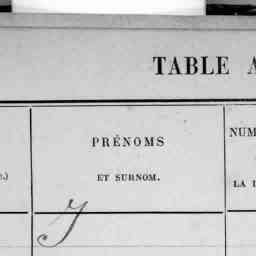 TABLE A
PRÉNOMS
ET SURNOM.
NUM
LA
J